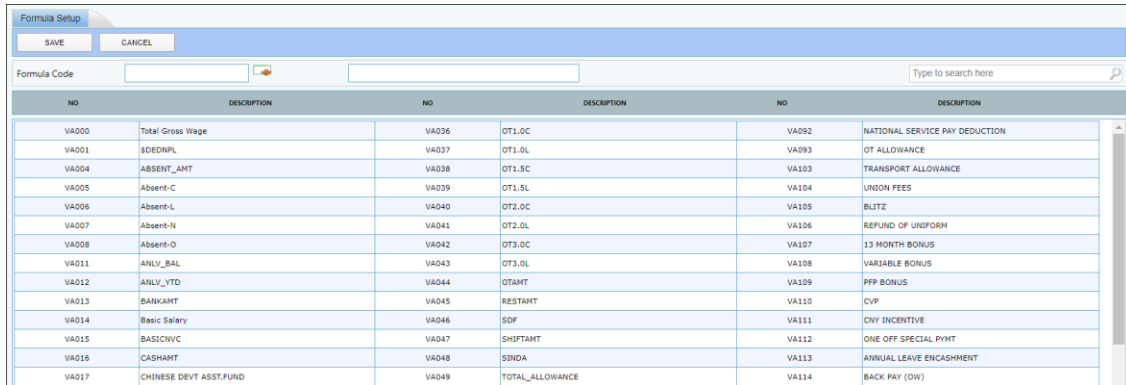 Formula Setup
SAVE CANCEL
Formula Code Type to search here
NO DESCRIPTION NO DESCRIPTION NO DESCRIPTION
VA000 Total Gross Wage VA036 OT1.0C VA092 NATIONAL SERVICE PAY DEDUCTION
VA001 $DEDNPL VA037 OT1.0L VA093 OT ALLOWANCE
VA004 ABSENT_AMT VA038 OT1.5C VA103 TRANSPORT ALLOWANCE
VA005 Absent-C VA039 OT1.5L VA104 UNION FEES
VA006 Absent-L VA040 OT2.0C VA105 BLITZ
VA007 Absent-N VA041 OT2.0L VA106 REFUND OF UNIFORM
VA008 Absent-O VA042 OT3.0C VA107 13 MONTH BONUS
VA011 ANLV_BAL VA043 OT3.0L VA108 VARIABLE BONUS
VA012 ANLV_YTD VA044 OTAMT VA109 PFP BONUS
VA013 BANKAMT VA045 RESTAMT VA110 CVP
VA014 Basic Salary VA046 SDF VA111 CNY INCENTIVE
VA015 BASICNVC VA047 SHIFTAMT VA112 ONE OFF SPECIAL PYMT
VA016 CASHAMT VA048 SINDA VA113 ANNUAL LEAVE ENCASHMENT
VA017 CHINESE DEVT ASST.FUND VA049 TOTAL_ALLOWANCE VA114 BACK PAY (OW)